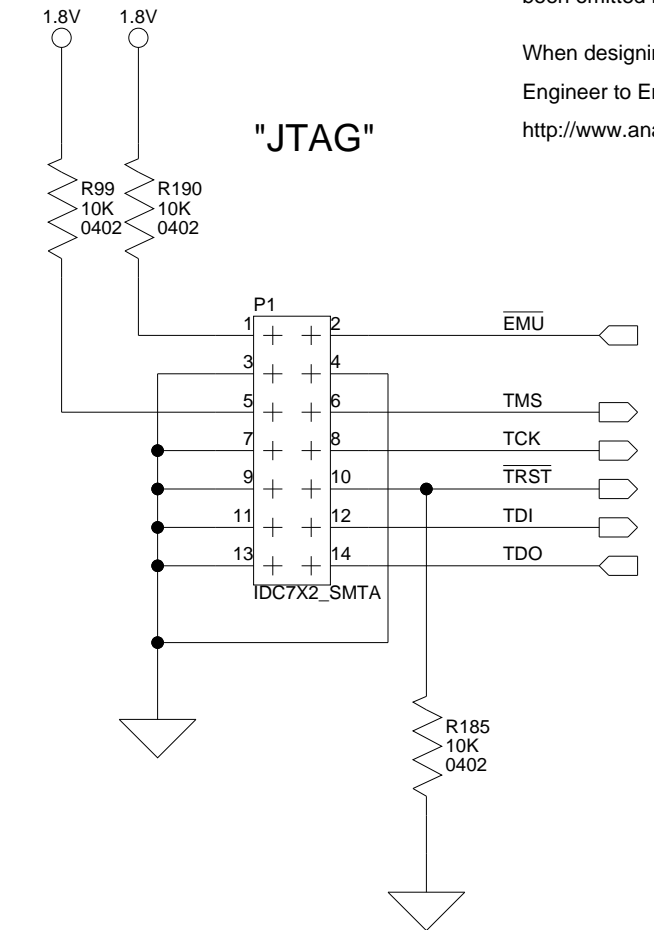 1.8V 1.8V
When designi
Engineer to E
http://www.ana
"JTAG"
R99
10K
0402
R190
10K
0402
P1
1 2 EMU
3 4
5 6 TMS
7 8 TCK
9 10 TRST
11 12 TDI
13 14 TDO
IDC7X2_SMTA
R185
10K
0402